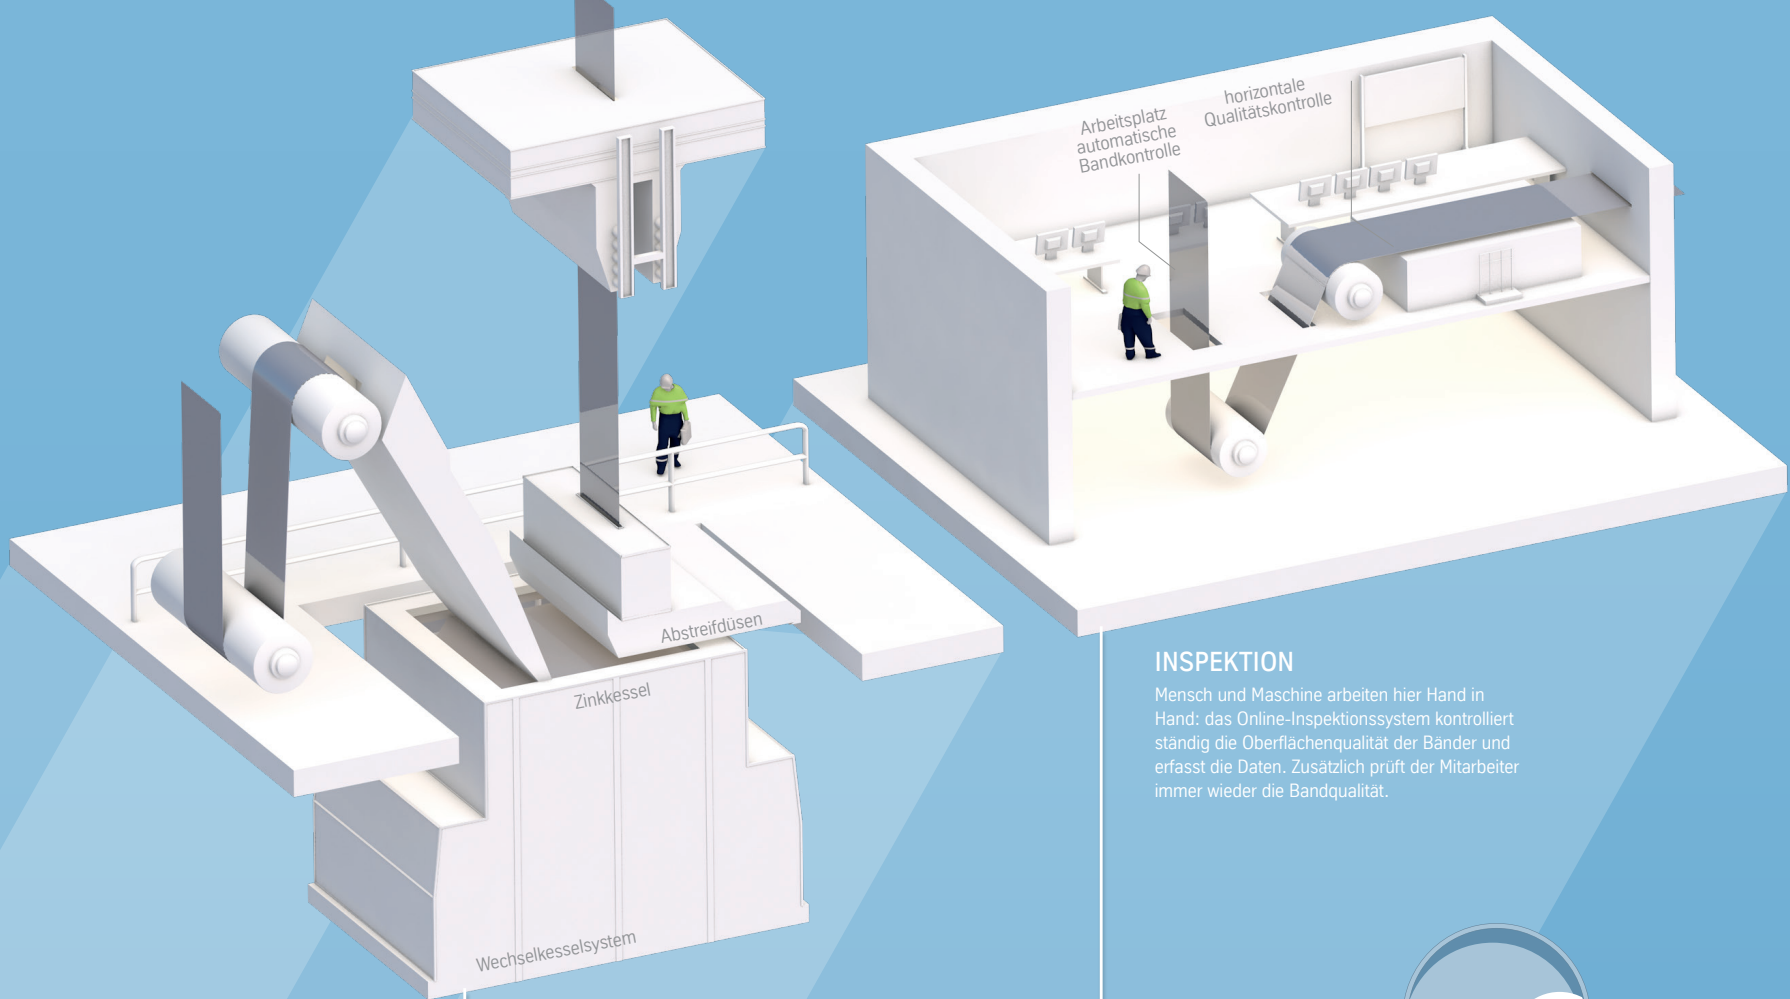 Arbeitsplatz
automatische
Bandkontrolle
horizontale
Qualitätskontrolle
Abstreifdüsen
Zinkkessel
Wechselkesselsystem
INSPEKTION
Mensch und Maschine arbeiten hier Hand in
Hand: das Online-Inspektionssystem kontrolliert
ständig die Oberflächenqualität der Bänder und
erfasst die Daten. Zusätzlich prüft der Mitarbeiter
immer wieder die Bandqualität.